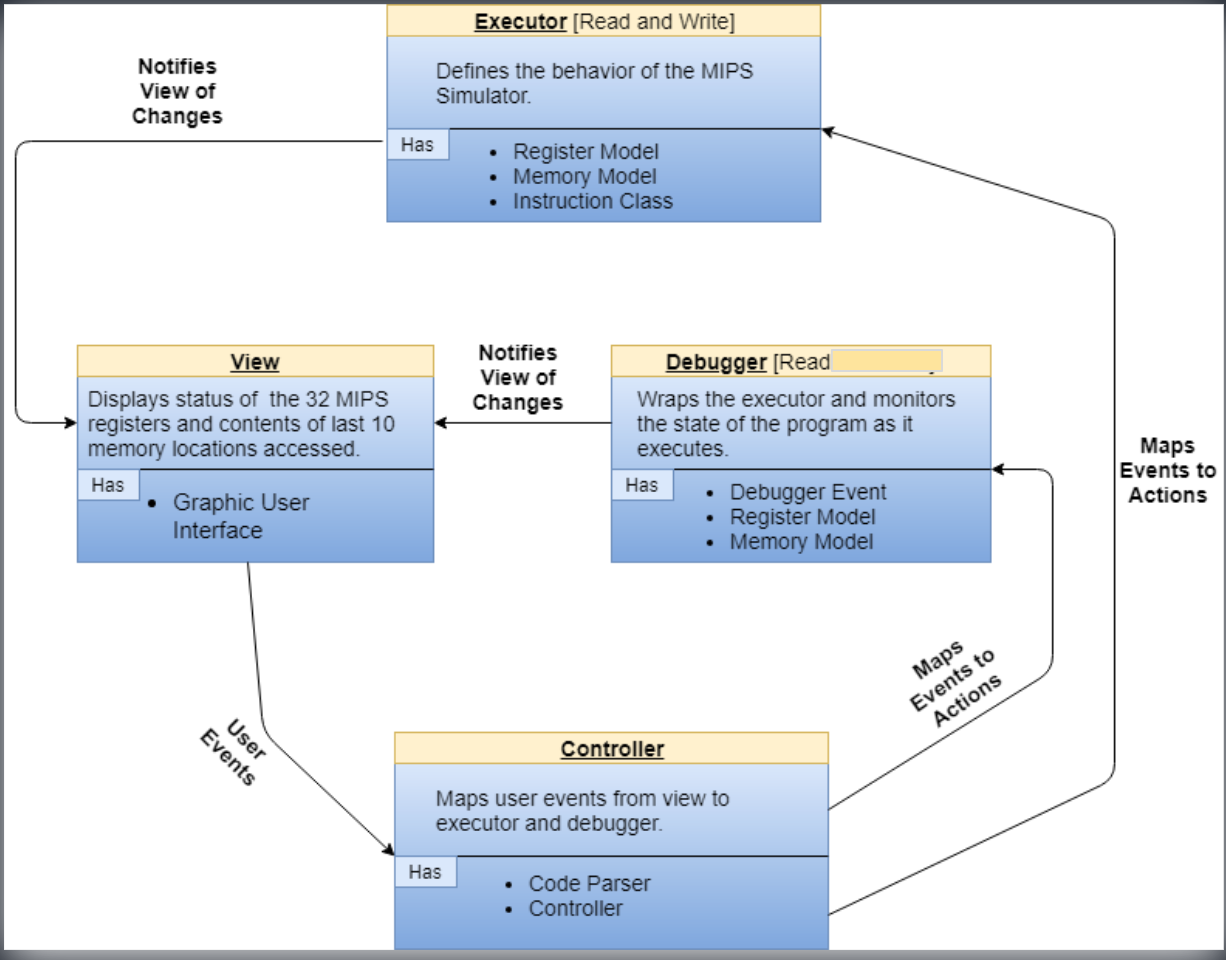 Executor [Read and Write]
Defines the behavior of the MIPS
Simulator.
Has
• Register Model
• Memory Model
• Instruction Class
Notifies
View of
Changes
View
Displays status of the 32 MIPS
registers and contents of last 10
memory locations accessed.
Has
• Graphic User
Interface
Notifies
View of
Changes
Debugger [Read
Wraps the executor and monitors
the state of the program as it
executes.
Has
• Debugger Event
• Register Model
• Memory Model
Maps
Events to
Actions
Maps
Events to
Actions
User
Events
Controller
Maps user events from view to
executor and debugger.
Has
• Code Parser
• Controller